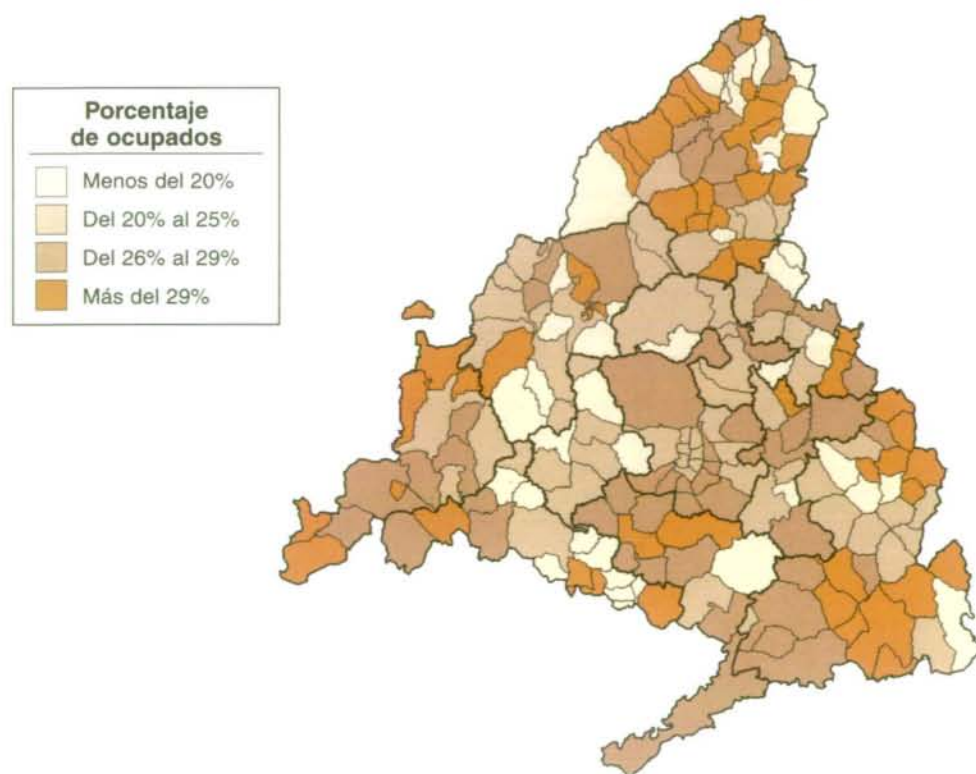 Porcentaje
de ocupados
Menos del 20%
Del 20% al 25%
Del 26% al 29%
Más del 29%